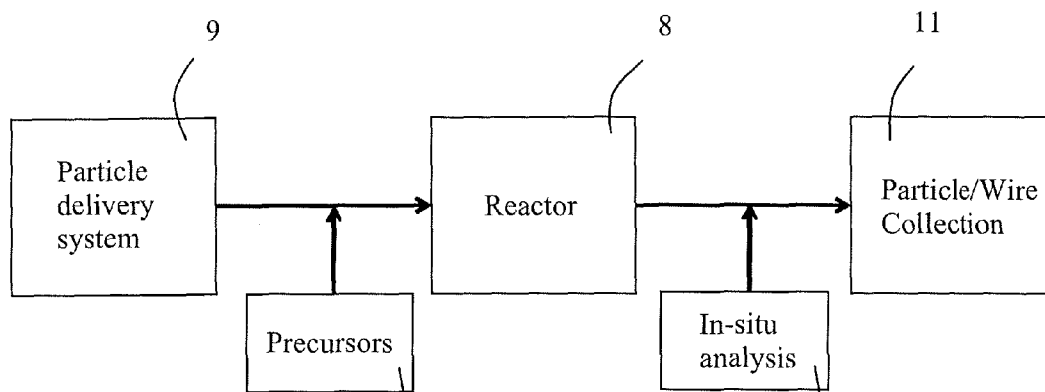 9
8
11
Particle
delivery
system
Reactor
Particle/Wire
Collection
Precursors
In-situ
analysis